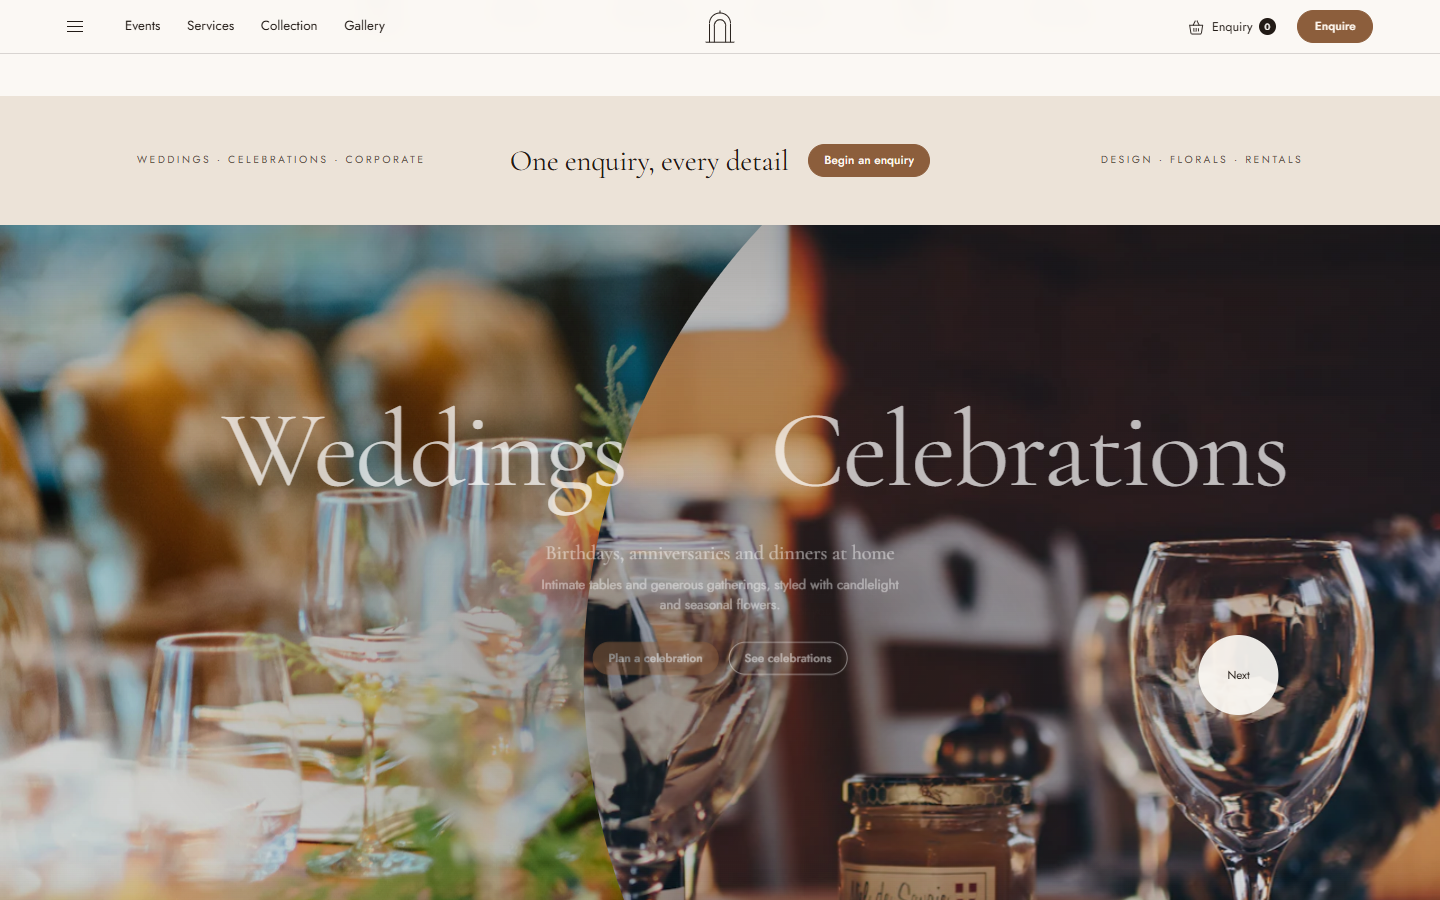 Events
Services
Collection
Gallery
Enquiry 0
Enquire
WEDDINGS · CELEBRATIONS · CORPORATE
One enquiry, every detail
Begin an enquiry
DESIGN · FLORALS · RENTALS
Weddings
Celebrations
Birthdays, anniversaries and dinners at home
Intimate tables and generous gatherings, styled with candlelight
and seasonal flowers.
Plan a celebration
See celebrations
Next